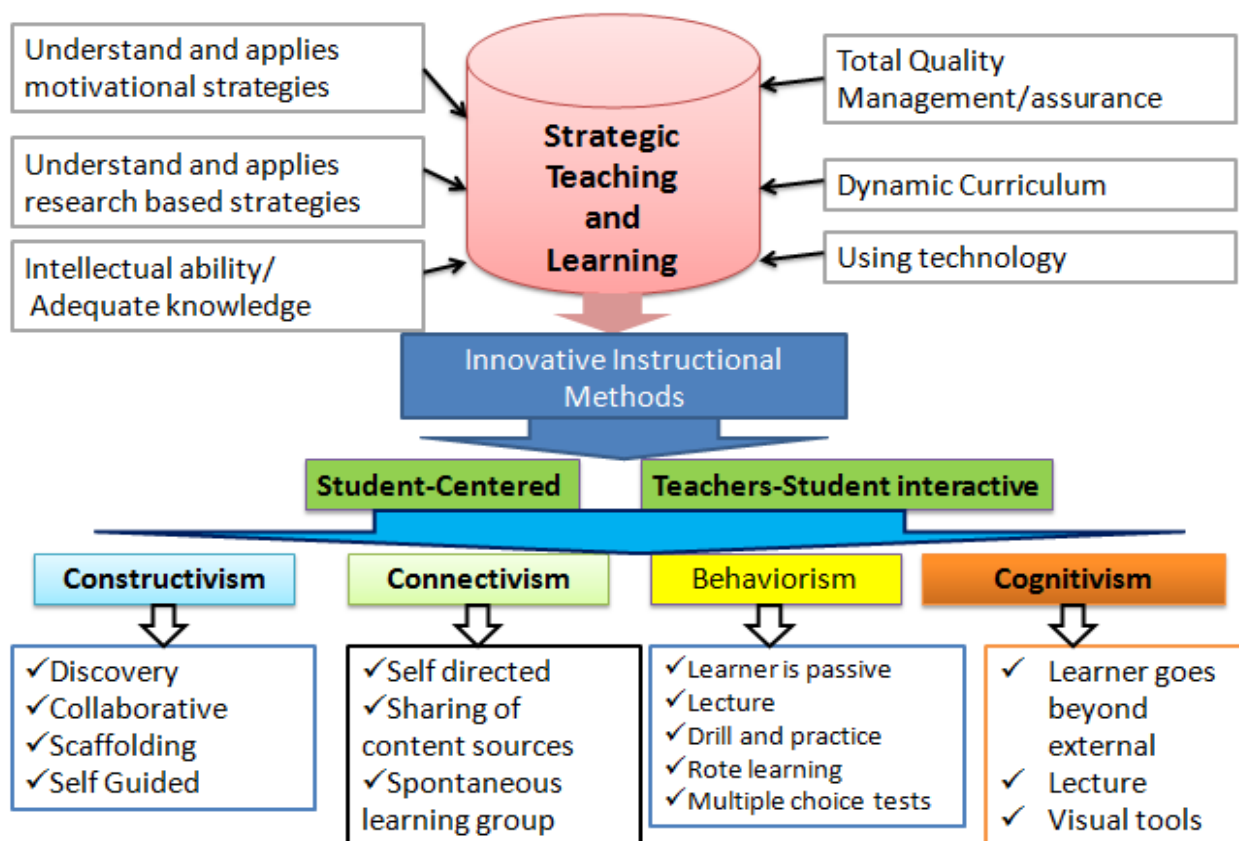 Understand and applies
motivational strategies
Understand and applies
research based strategies
Intellectual ability/
Adequate knowledge
Strategic
Teaching
and
Learning
Total Quality
Management/assurance
Dynamic Curriculum
Using technology
Innovative Instructional
Methods
Student-Centered
Teachers-Student interactive
Constructivism
✓Discovery
✓Collaborative
✓Scaffolding
✓Self Guided
Connectivism
✓Self directed
✓Sharing of
content sources
✓Spontaneous
learning group
Behaviorism
✓Learner is passive
✓Lecture
✓Drill and practice
✓Rote learning
✓Multiple choice tests
Cognitivism
✓ Learner goes
beyond
external
✓ Lecture
✓ Visual tools